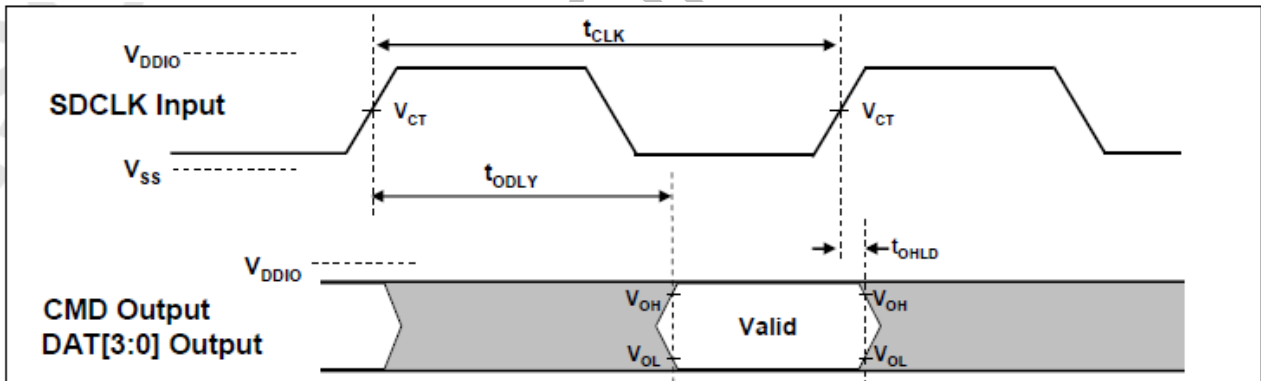 tCLK
VDDIO
SDCLK Input
VCT
VCT
VSS
tODLY
tOHLD
VDDIO
CMD Output
DAT[3:0] Output
VOH
VOH
Valid
VOL
VOL